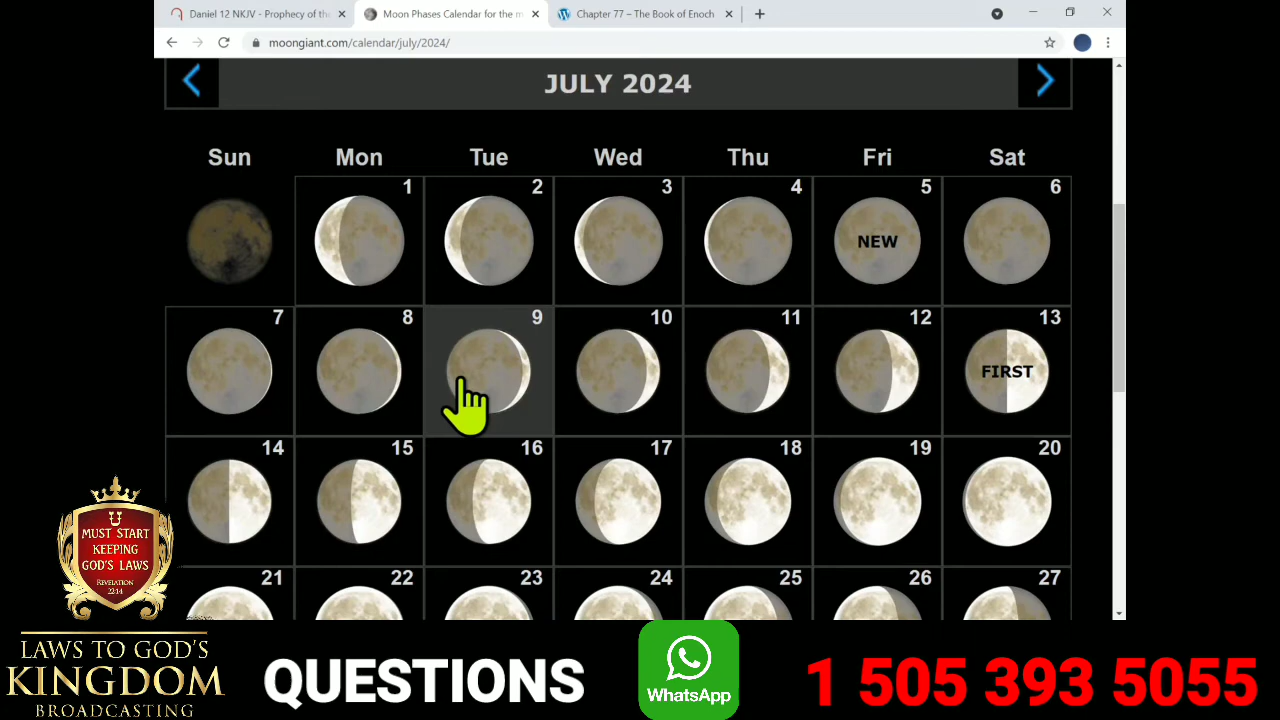 Daniel 12 NKJV - Prophecy of th
Moon Phases Calendar for the m
Chapter 77 – The Book of Enoch
moongiant.com/calendar/july/2024/
JULY 2024
Sun Mon Tue Wed Thu Fri Sat
1 2 3 4 5 6
NEW
7 8 9 10 11 12 13
FIRST
14 15 16 17 18 19 20
21 22 23 24 25 26 27
U
MUST START
KEEPING
GOD'S LAWS
REVELATION
22:14
LAWS TO GOD'S
KINGDOM
BROADCASTING
QUESTIONS
WhatsApp
1 505 393 5055